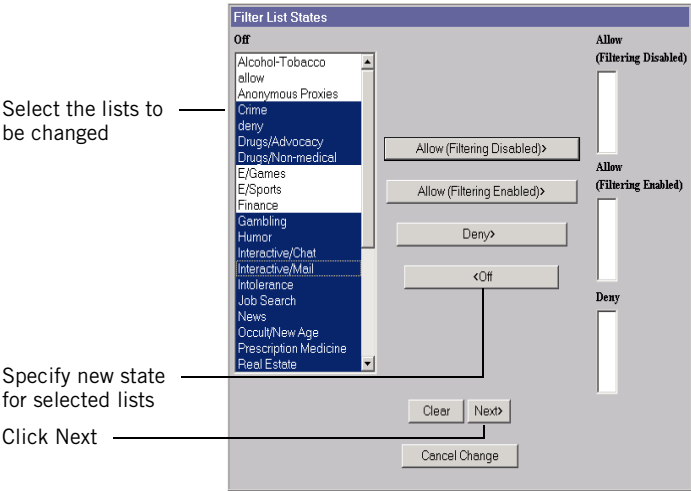 Filter List States
Off
Alcohol-Tobacco
allow
Anonymous Proxies
Crime
deny
Drugs/Advocacy
Drugs/Non-medical
E/Games
E/Sports
Finance
Gambling
Humor
Interactive/Chat
Interactive/Mail
Intolerance
Job Search
News
Occult/New Age
Prescription Medicine
Real Estate
Select the lists to
be changed
Specify new state
for selected lists
Click Next
Allow (Filtering Disabled)>
Allow (Filtering Enabled)>
Deny>
<Off
Clear
Next>
Cancel Change
Allow
(Filtering Disabled)
Allow
(Filtering Enabled)
Deny